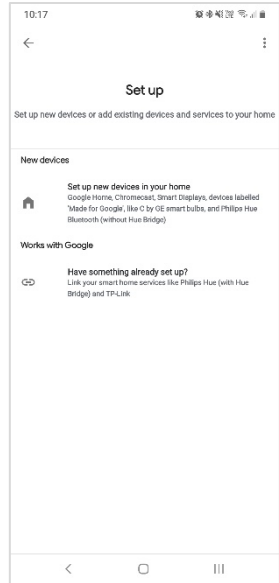 10:17
Set up
Set up new devices or add existing devices and services to your home
New devices
Set up new devices in your home
Google Home, Chromecast, Smart Displays, devices labelled
'Made for Google', like C by GE smart bulbs, and Philips Hue
Bluetooth (without Hue Bridge)
Works with Google
Have something already set up?
Link your smart home services like Philips Hue (with Hue
Bridge) and TP-Link